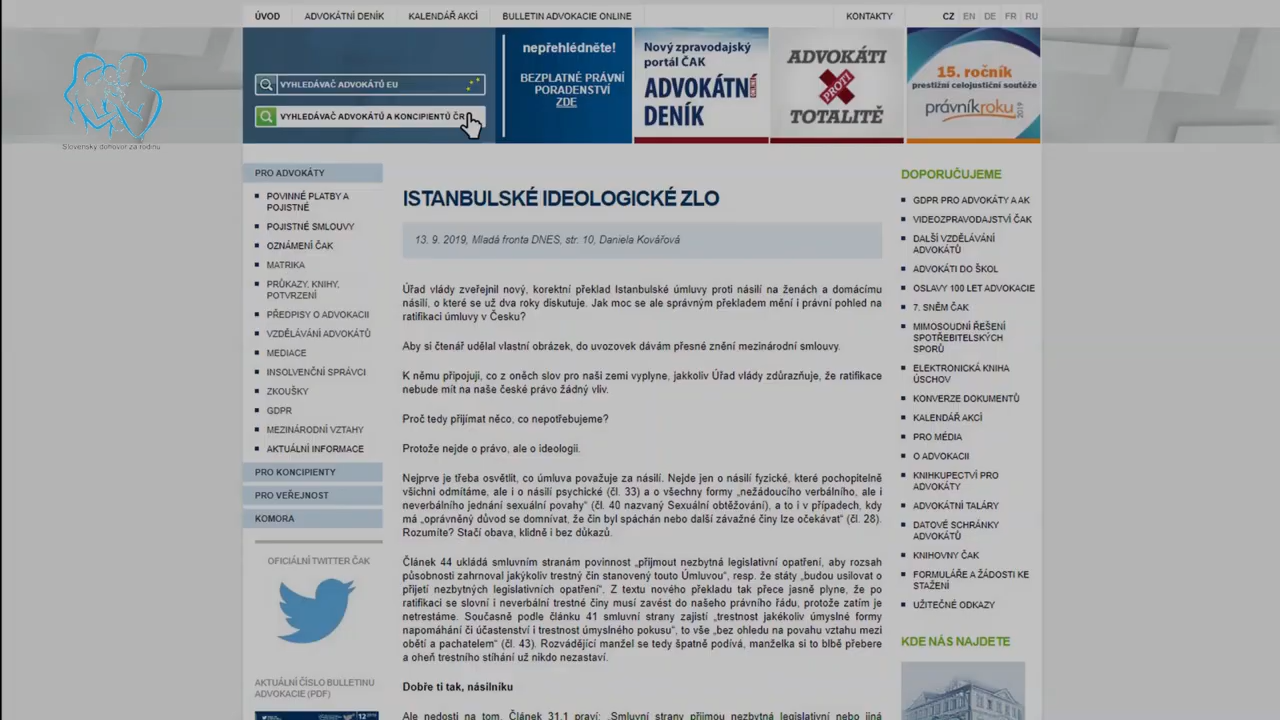 ÚVOD
ADVOKÁTNÍ DENÍK
KALENDÁŘ AKCÍ
BULLETIN ADVOKACIE ONLINE
KONTAKTY
CZ EN DE FR RU
Slovenský dohovor za rodinu
VYHLEDÁVAČ ADVOKÁTŮ EU
VYHLEDÁVAČ ADVOKÁTŮ A KONCIPIENTŮ ČR
nepřehlédněte!
BEZPLATNÉ PRÁVNÍ
PORADENSTVÍ
ZDE
Nový zpravodajský
portál ČAK
ADVOKÁTNÍ
DENÍK
ONLINE
ADVOKÁTI
PROTI
TOTALITĚ
15. ročník
prestižní celojustiční soutěže
právníkroku 2019
PRO ADVOKÁTY
POVINNÉ PLATBY A
POJISTNÉ
POJISTNÉ SMLOUVY
OZNÁMENÍ ČAK
MATRIKA
PRŮKAZY, KNIHY,
POTVRZENÍ
PŘEDPISY O ADVOKACII
VZDĚLÁVÁNÍ ADVOKÁTŮ
MEDIACE
INSOLVENČNÍ SPRÁVCI
ZKOUŠKY
GDPR
MEZINÁRODNÍ VZTAHY
AKTUÁLNÍ INFORMACE
PRO KONCIPIENTY
PRO VEŘEJNOST
KOMORA
OFICIÁLNÍ TWITTER ČAK
AKTUÁLNÍ ČÍSLO BULLETINU
ADVOKACIE (PDF)
ISTANBULSKÉ IDEOLOGICKÉ ZLO
13. 9. 2019, Mladá fronta DNES, str. 10, Daniela Kovářová
Úřad vlády zveřejnil nový, korektní překlad Istanbulské úmluvy proti násilí na ženách a domácímu
násilí, o které se už dva roky diskutuje. Jak moc se ale správným překladem mění i právní pohled na
ratifikaci úmluvy v Česku?
Aby si čtenář udělal vlastní obrázek, do uvozovek dávám přesné znění mezinárodní smlouvy.
K němu připojuji, co z oněch slov pro naši zemi vyplyne, jakkoliv Úřad vlády zdůrazňuje, že ratifikace
nebude mít na naše české právo žádný vliv.
Proč tedy přijímat něco, co nepotřebujeme?
Protože nejde o právo, ale o ideologii.
Nejprve je třeba osvětlit, co úmluva považuje za násilí. Nejde jen o násilí fyzické, které pochopitelně
všichni odmítáme, ale i o násilí psychické (čl. 33) a o všechny formy „nežádoucího verbálního, ale i
neverbálního jednání sexuální povahy“ (čl. 40 nazvaný Sexuální obtěžování), a to i v případech, kdy
má „oprávněný důvod se domnívat, že čin byl spáchán nebo další závažné činy lze očekávat“ (čl. 28).
Rozumíte? Stačí obava, klidně i bez důkazů.
Článek 44 ukládá smluvním stranám povinnost „přijmout nezbytná legislativní opatření, aby rozsah
působnosti zahrnoval jakýkoliv trestný čin stanovený touto Úmluvou“, resp. že státy „budou usilovat o
přijetí nezbytných legislativních opatření“. Z textu nového překladu tak přece jasně plyne, že po
ratifikaci se slovní i neverbální trestné činy musí zavést do našeho právního řádu, protože zatím je
netrestáme. Současně podle článku 41 smluvní strany zajistí „trestnost jakékoliv úmyslné formy
napomáhání či účastenství i trestnost úmyslného pokusu“, to vše „bez ohledu na povahu vztahu mezi
obětí a pachatelem“ (čl. 43). Rozvádějící manžel se tedy špatně podívá, manželka si to blbě přebere
a oheň trestního stíhání už nikdo nezastaví.
Dobře ti tak, násilníku
Ale nedosti na tom. Článek 31.1 praví: „Smluvní strany přijmou nezbytná legislativní nebo jiná
DOPORUČUJEME
GDPR PRO ADVOKÁTY A AK
VIDEOZPRAVODAJSTVÍ ČAK
DALŠÍ VZDĚLÁVÁNÍ
ADVOKÁTŮ
ADVOKÁTI DO ŠKOL
OSLAVY 100 LET ADVOKACIE
7. SNĚM ČAK
MIMOSOUDNÍ ŘEŠENÍ
SPOTŘEBITELSKÝCH
SPORŮ
ELEKTRONICKÁ KNIHA
ÚSCHOV
KONVERZE DOKUMENTŮ
KALENDÁŘ AKCÍ
PRO MÉDIA
O ADVOKACII
KNIHKUPECTVÍ PRO
ADVOKÁTY
ADVOKÁTNÍ TALÁRY
DATOVÉ SCHRÁNKY
ADVOKÁTŮ
KNIHOVNY ČAK
FORMULÁŘE A ŽÁDOSTI KE
STAŽENÍ
UŽITEČNÉ ODKAZY
KDE NÁS NAJDETE